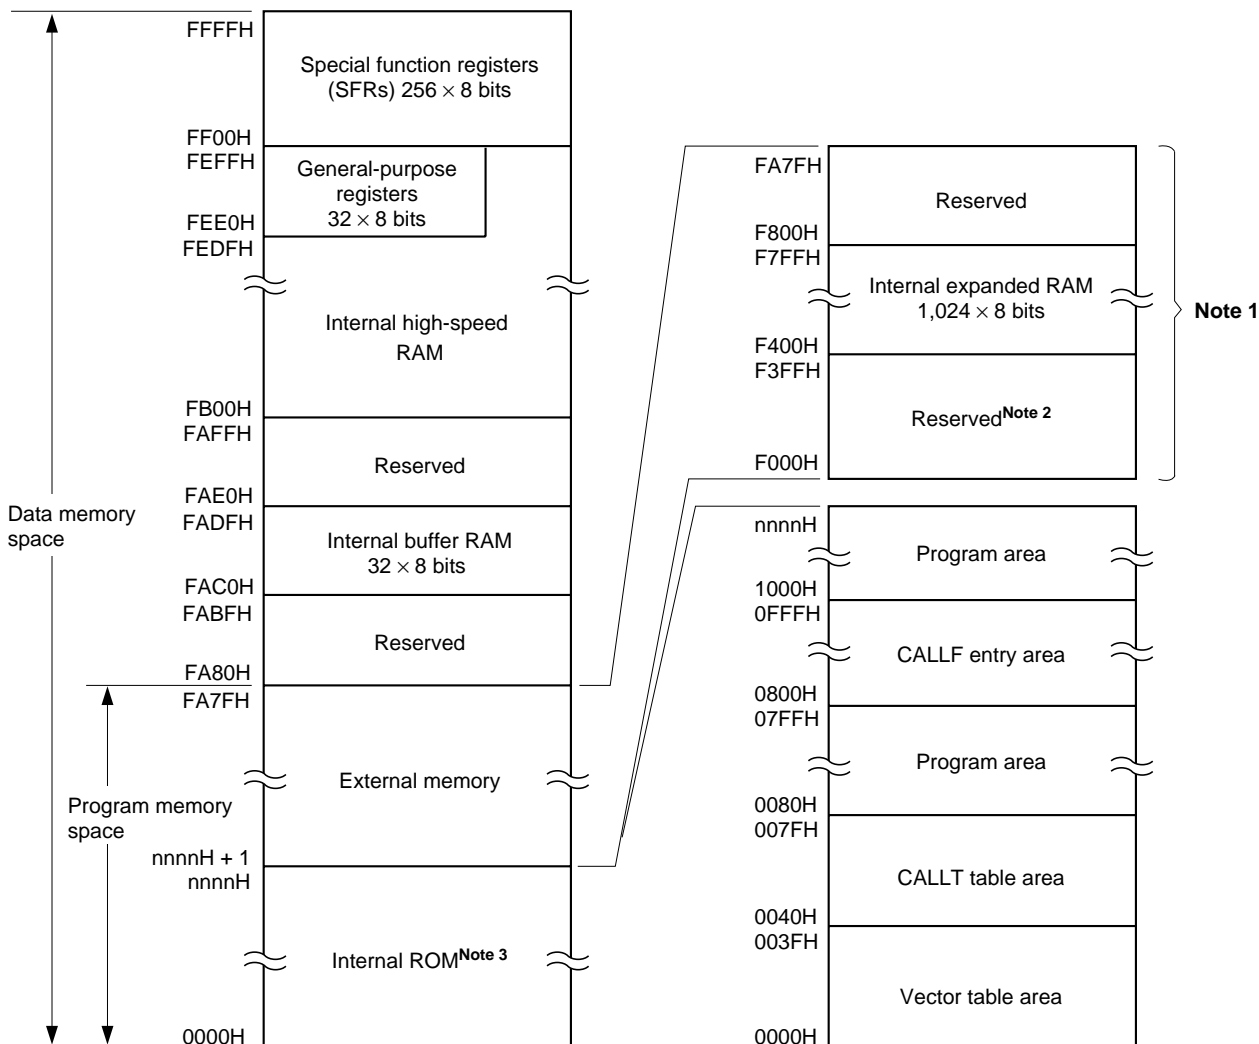 FFFFH
Special function registers
(SFRs) 256 × 8 bits
FF00H
FEFFH
General-purpose
registers
32 × 8 bits
FEE0H
FEDFH
Internal high-speed
RAM
FB00H
FAFFH
Reserved
FAE0H
FADFH
Data memory
space
Internal buffer RAM
32 × 8 bits
FAC0H
FABFH
Reserved
FA80H
FA7FH
External memory
Program memory
space
nnnnH + 1
nnnnH
Internal ROMNote 3
0000H
FA7FH
Reserved
F800H
F7FFH
Internal expanded RAM
1,024 × 8 bits
Note 1
F400H
F3FFH
ReservedNote 2
F000H
nnnnH
Program area
1000H
0FFFH
CALLF entry area
0800H
07FFH
Program area
0080H
007FH
CALLT table area
0040H
003FH
Vector table area
0000H